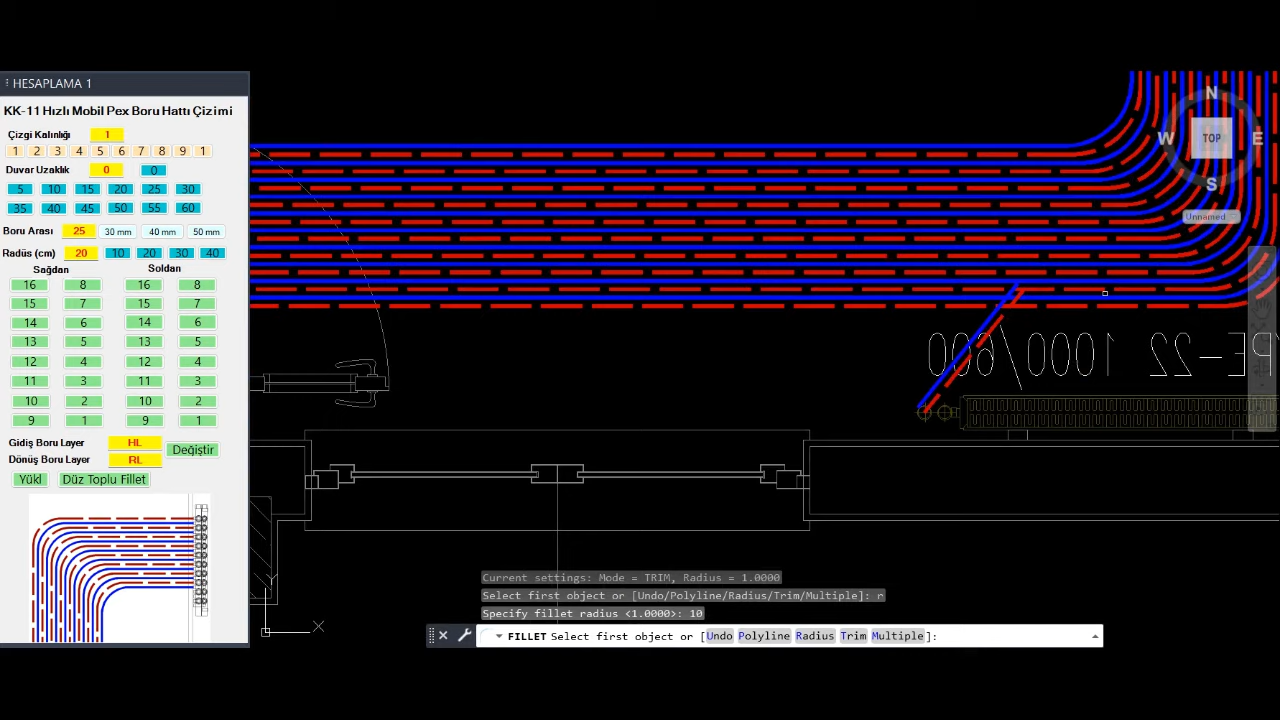 HESAPLAMA 1
KK-11 Hızlı Mobil Pex Boru Hattı Çizimi
Çizgi Kalınlığı 1
1 2 3 4 5 6 7 8 9 1
Duvar Uzaklık 0 0
5 10 15 20 25 30
35 40 45 50 55 60
Boru Arası 25 30 mm 40 mm 50 mm
Radüs (cm) 20 10 20 30 40
Sağdan Soldan
16 8 16 8
15 7 15 7
14 6 14 6
13 5 13 5
12 4 12 4
11 3 11 3
10 2 10 2
9 1 9 1
Gidiş Boru Layer HL
Dönüş Boru Layer RL
Değiştir
Yükl Düz Toplu Fillet
N
W TOP E
S
Unnamed
PE-22 1000/600
Y
X
Current settings: Mode = TRIM, Radius = 1.0000
Select first object or [Undo/Polyline/Radius/Trim/Multiple]: r
Specify fillet radius <1.0000>: 10
FILLET Select first object or [Undo Polyline Radius Trim Multiple]: